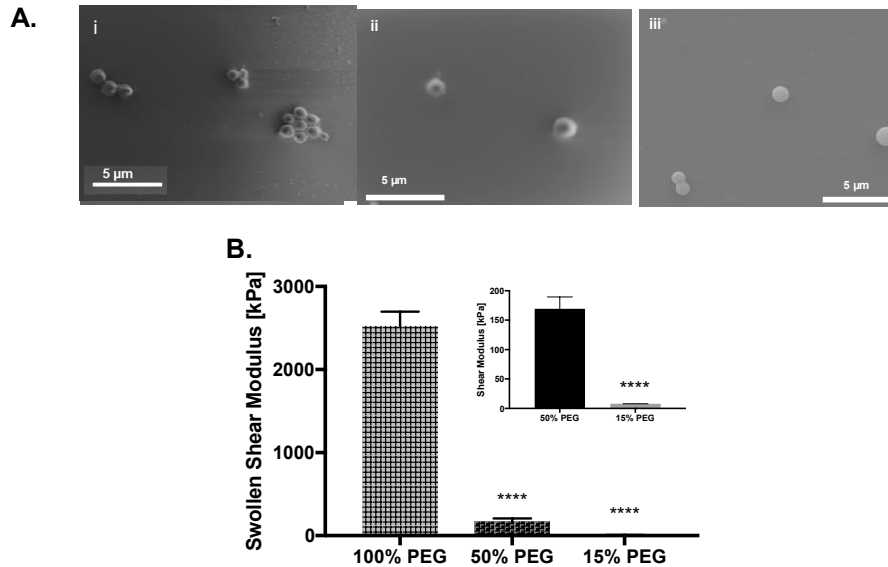 A.
i
ii
iii
5 µm
5 µm
5 µm
B.
Swollen Shear Modulus [kPa]
3000
2000
1000
0
100% PEG
50% PEG
15% PEG
****
****
Shear Modulus [kPa]
200
150
100
50
0
50% PEG
15% PEG
****